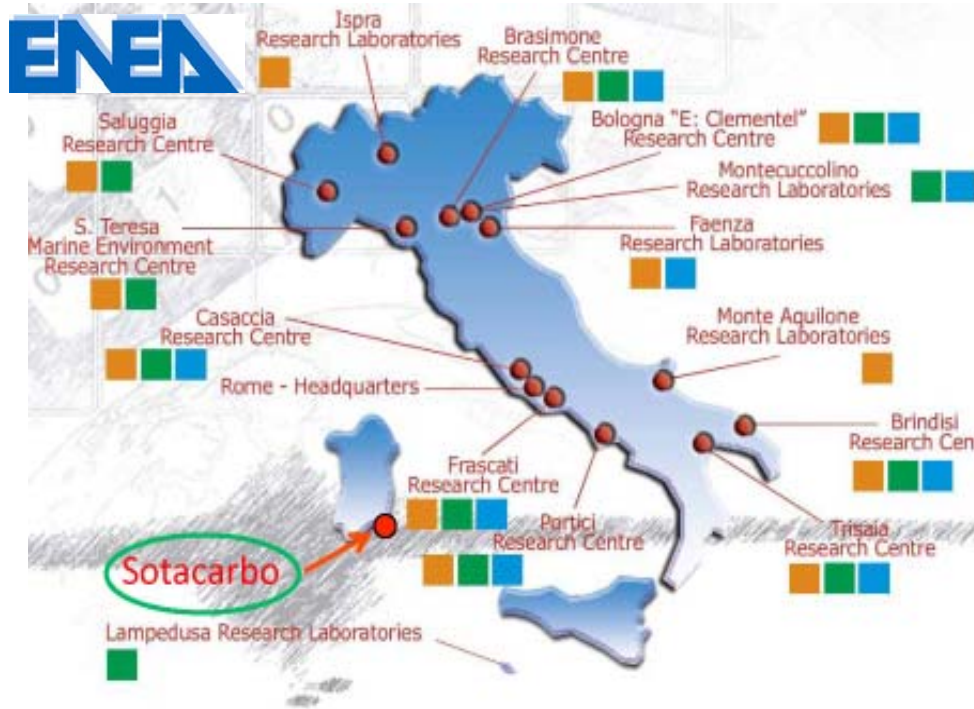 ENEA
Ispra
Research Laboratories
Brasimone
Research Centre
Saluggia
Research Centre
Bologna "E: Clementel"
Research Centre
Montecuccolino
Research Laboratories
S. Teresa
Marine Environment
Research Centre
Faenza
Research Laboratories
Casaccia
Research Centre
Monte Aquilone
Research Laboratories
Rome - Headquarters
Brindisi
Research Cen
Frascati
Research Centre
Portici
Research Centre
Trisaia
Research Centre
Sotacarbo
Lampedusa Research Laboratories